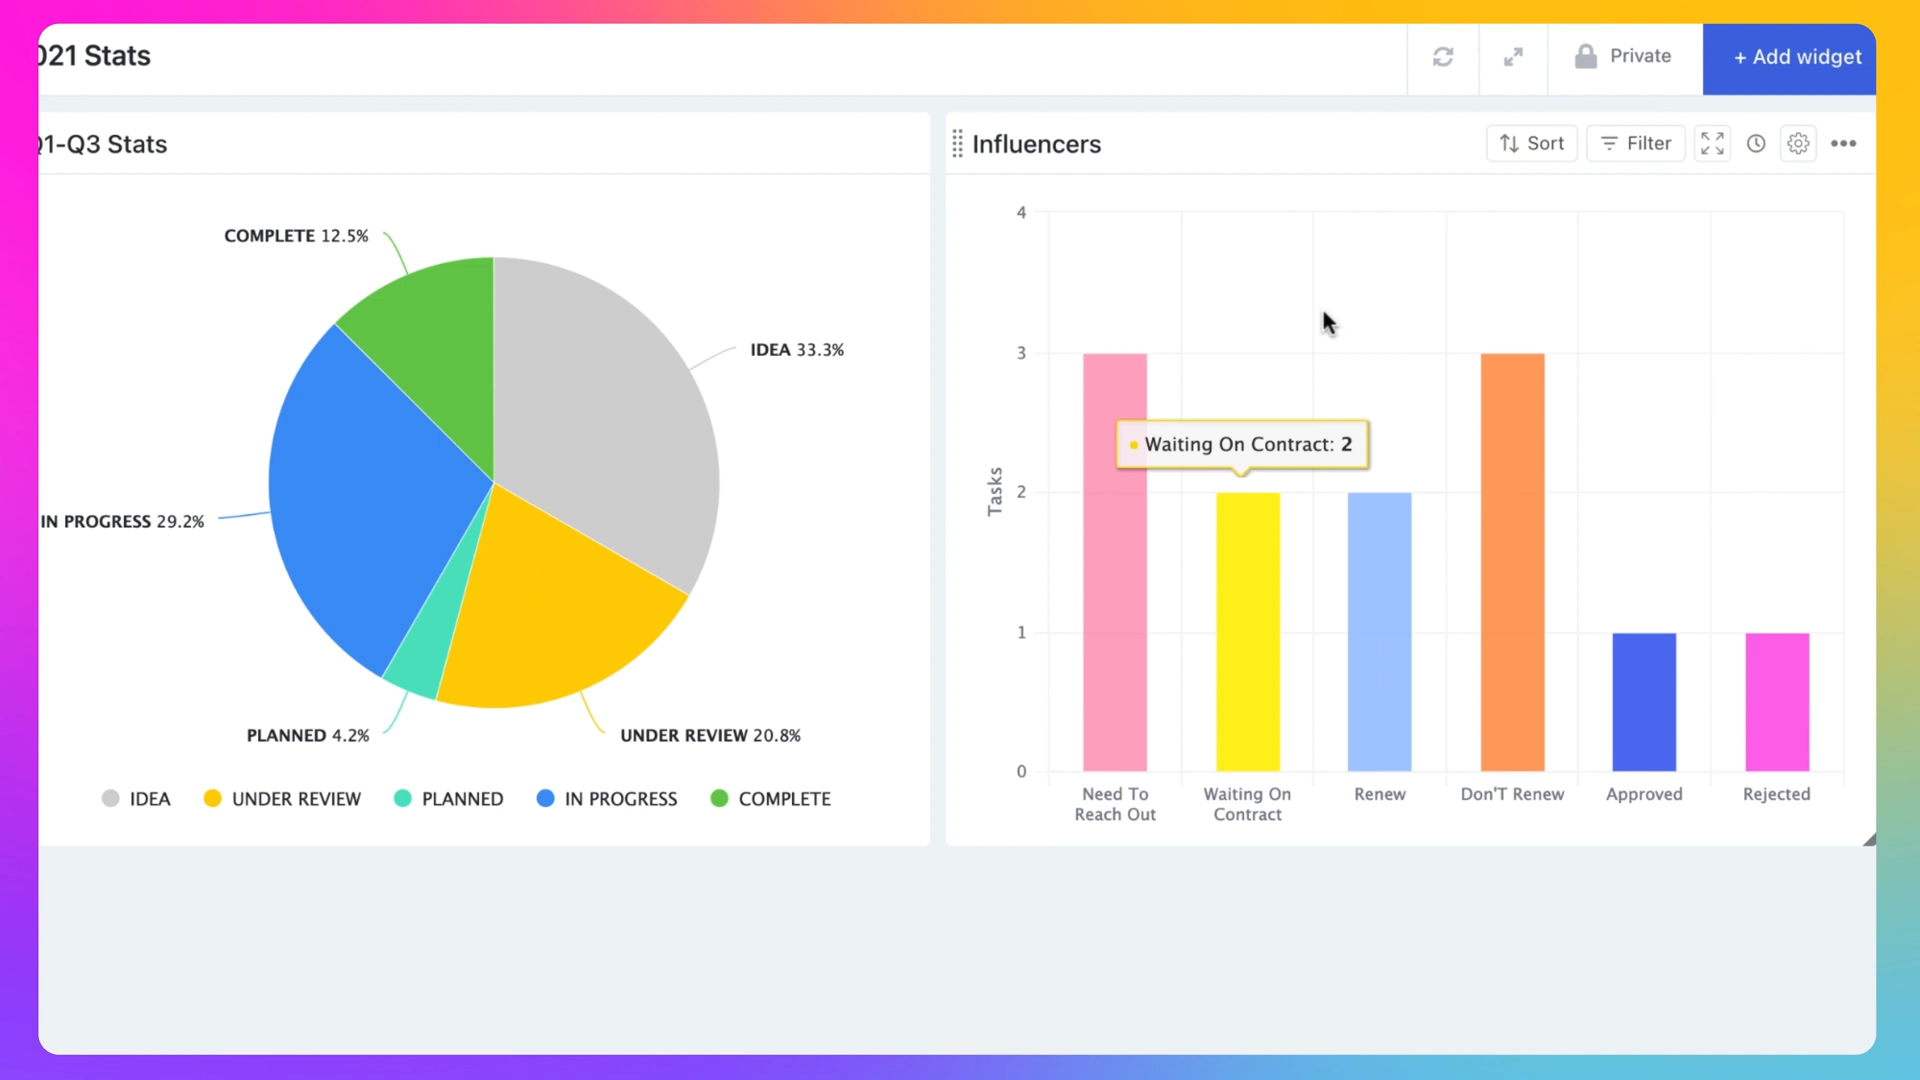 021 Stats
Private
+ Add widget
Q1-Q3 Stats
COMPLETE 12.5%
IDEA 33.3%
IN PROGRESS 29.2%
PLANNED 4.2%
UNDER REVIEW 20.8%
IDEA
UNDER REVIEW
PLANNED
IN PROGRESS
COMPLETE
Influencers
Sort
Filter
4
3
2
1
0
Tasks
Waiting On Contract: 2
Need To
Reach Out
Waiting On
Contract
Renew
Don'T Renew
Approved
Rejected